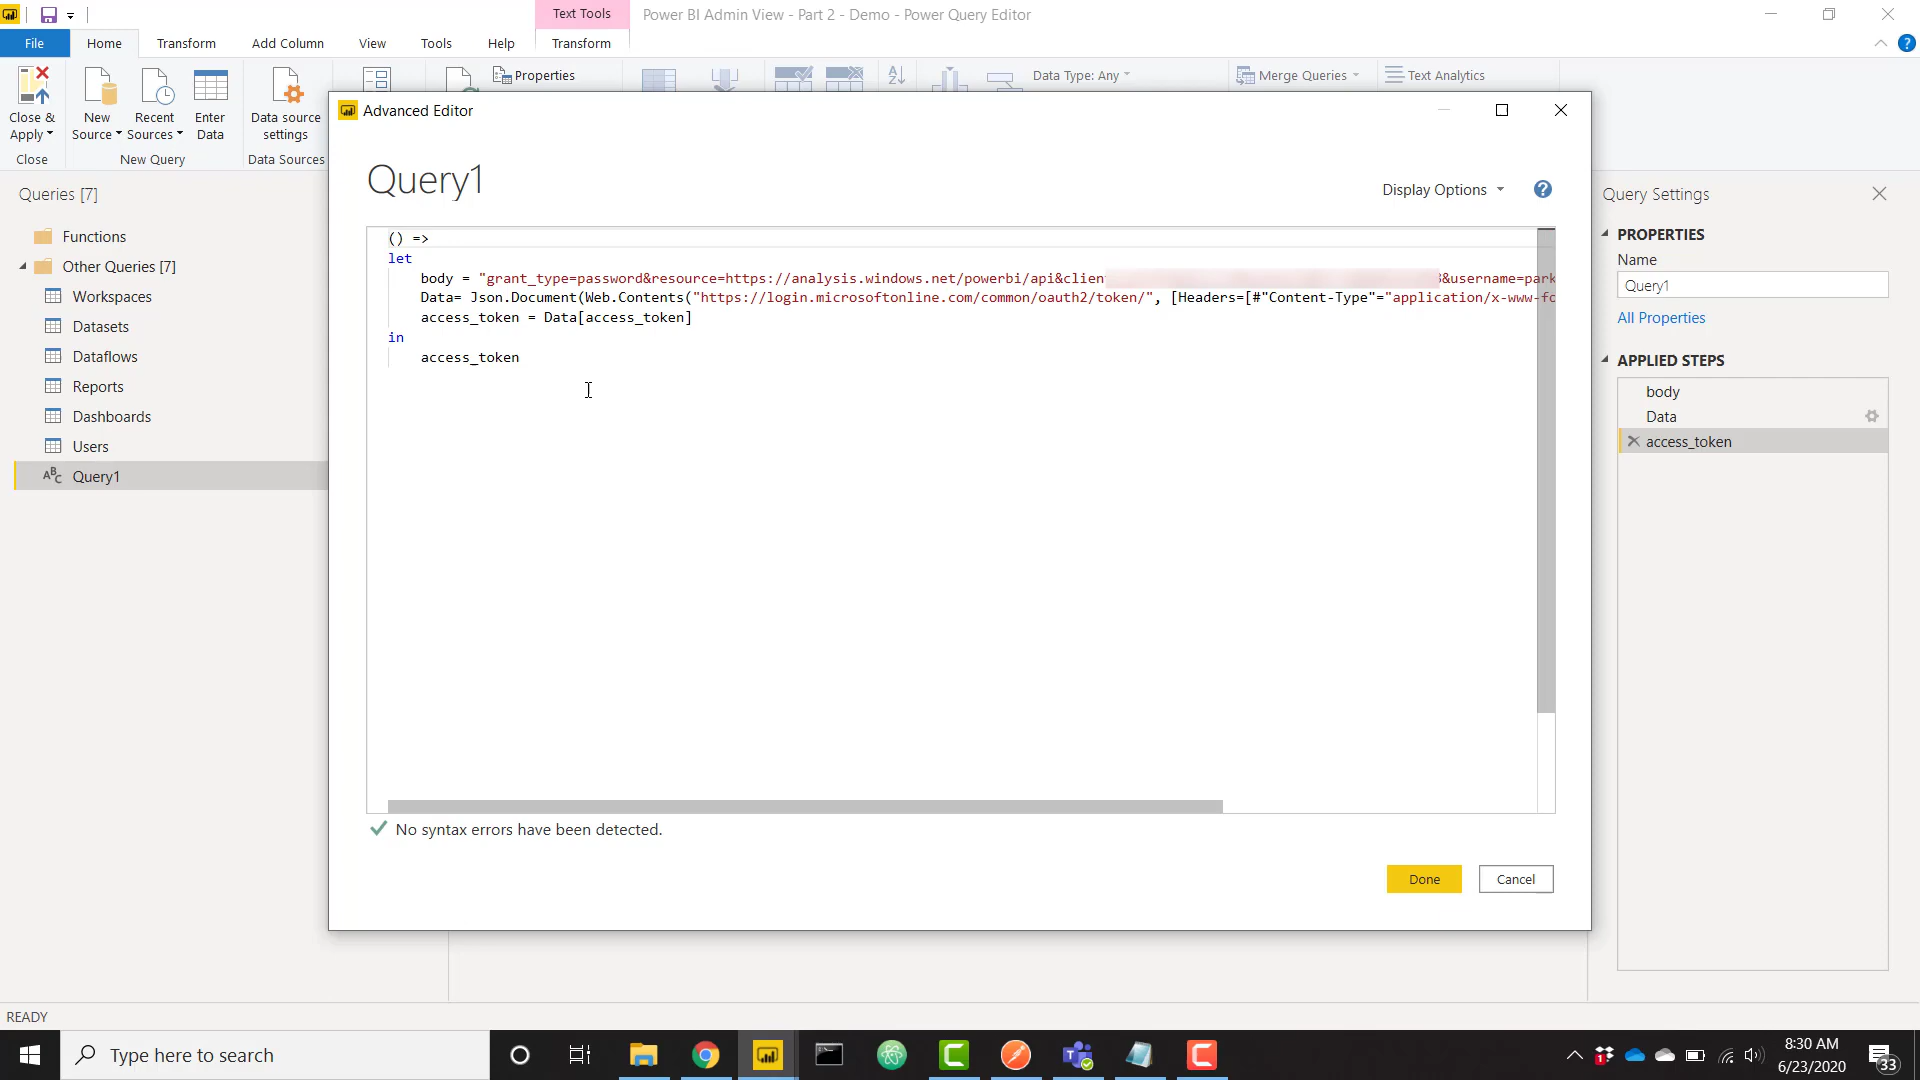 Text Tools
Power BI Admin View - Part 2 - Demo - Power Query Editor
File
Home
Transform
Add Column
View
Tools
Help
Transform
Close &
Apply
New
Source
Recent
Sources
Enter
Data
Data source
settings
Properties
Data Type: Any
Merge Queries
Text Analytics
Close
New Query
Data Sources
Queries [7]
Functions
Other Queries [7]
Workspaces
Datasets
Dataflows
Reports
Dashboards
Users
ABC Query1
Advanced Editor
Query1
Display Options
() =>
let
body = "grant_type=password&resource=https://analysis.windows.net/powerbi/api&clien
&username=park
Data= Json.Document(Web.Contents("https://login.microsoftonline.com/common/oauth2/token/", [Headers=[#"Content-Type"="application/x-www-fo
access_token = Data[access_token]
in
access_token
No syntax errors have been detected.
Done
Cancel
Query Settings
PROPERTIES
Name
Query1
All Properties
APPLIED STEPS
body
Data
access_token
READY
Type here to search
8:30 AM
6/23/2020
33